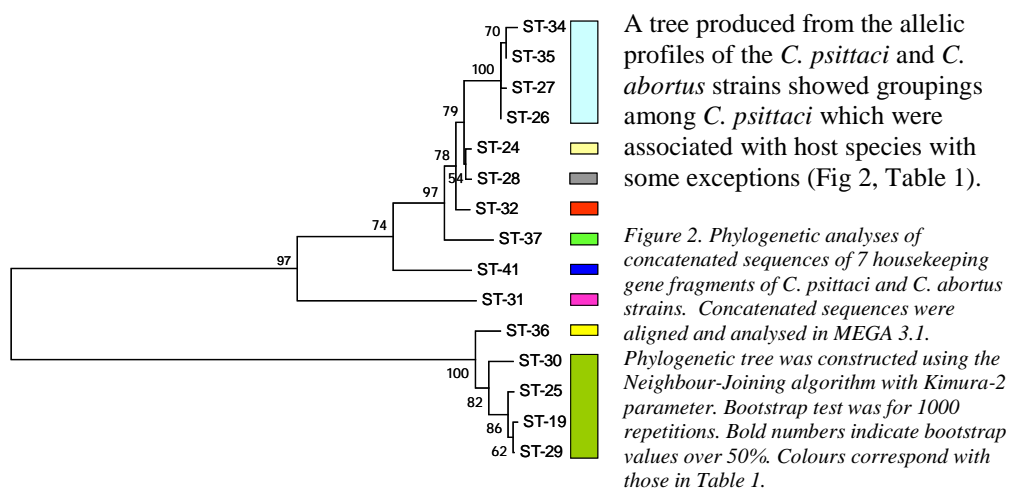 ST-34
70
ST-35
100
ST-27
ST-26
79
ST-24
78
54
ST-28
97
ST-32
74
ST-37
97
ST-41
ST-31
ST-36
100
ST-30
82
ST-25
86
ST-19
62
ST-29
A tree produced from the allelic
profiles of the C. psittaci and C.
abortus strains showed groupings
among C. psittaci which were
associated with host species with
some exceptions (Fig 2, Table 1).
Figure 2. Phylogenetic analyses of
concatenated sequences of 7 housekeeping
gene fragments of C. psittaci and C. abortus
strains. Concatenated sequences were
aligned and analysed in MEGA 3.1.
Phylogenetic tree was constructed using the
Neighbour-Joining algorithm with Kimura-2
parameter. Bootstrap test was for 1000
repetitions. Bold numbers indicate bootstrap
values over 50%. Colours correspond with
those in Table 1.